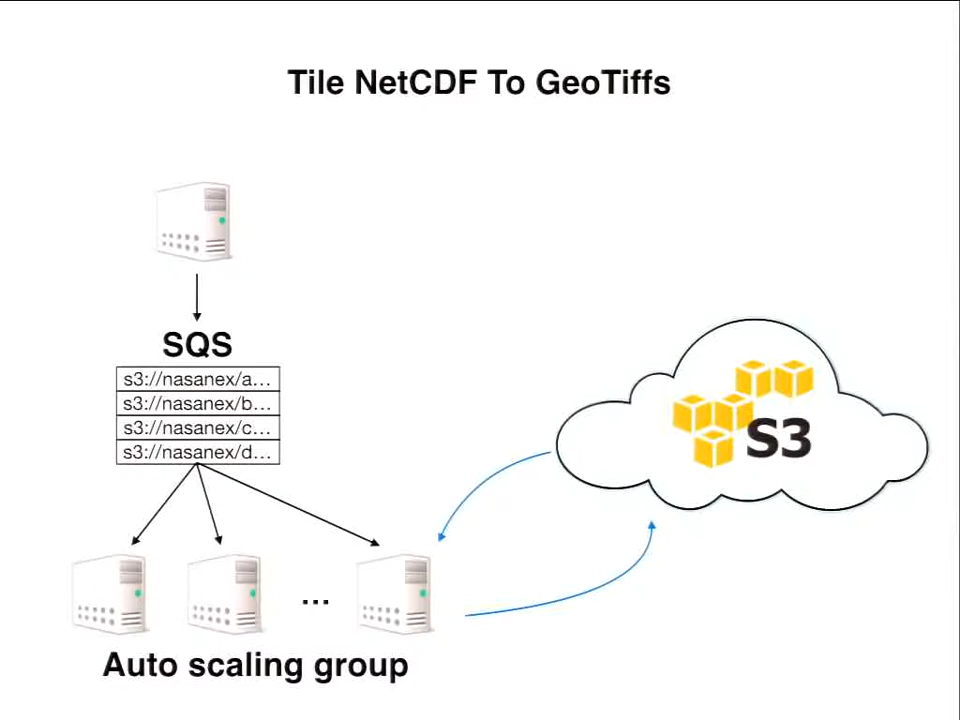 Tile NetCDF To GeoTiffs
SQS
s3://nasanex/a...
s3://nasanex/b...
s3://nasanex/c...
s3://nasanex/d...
S3
...
Auto scaling group